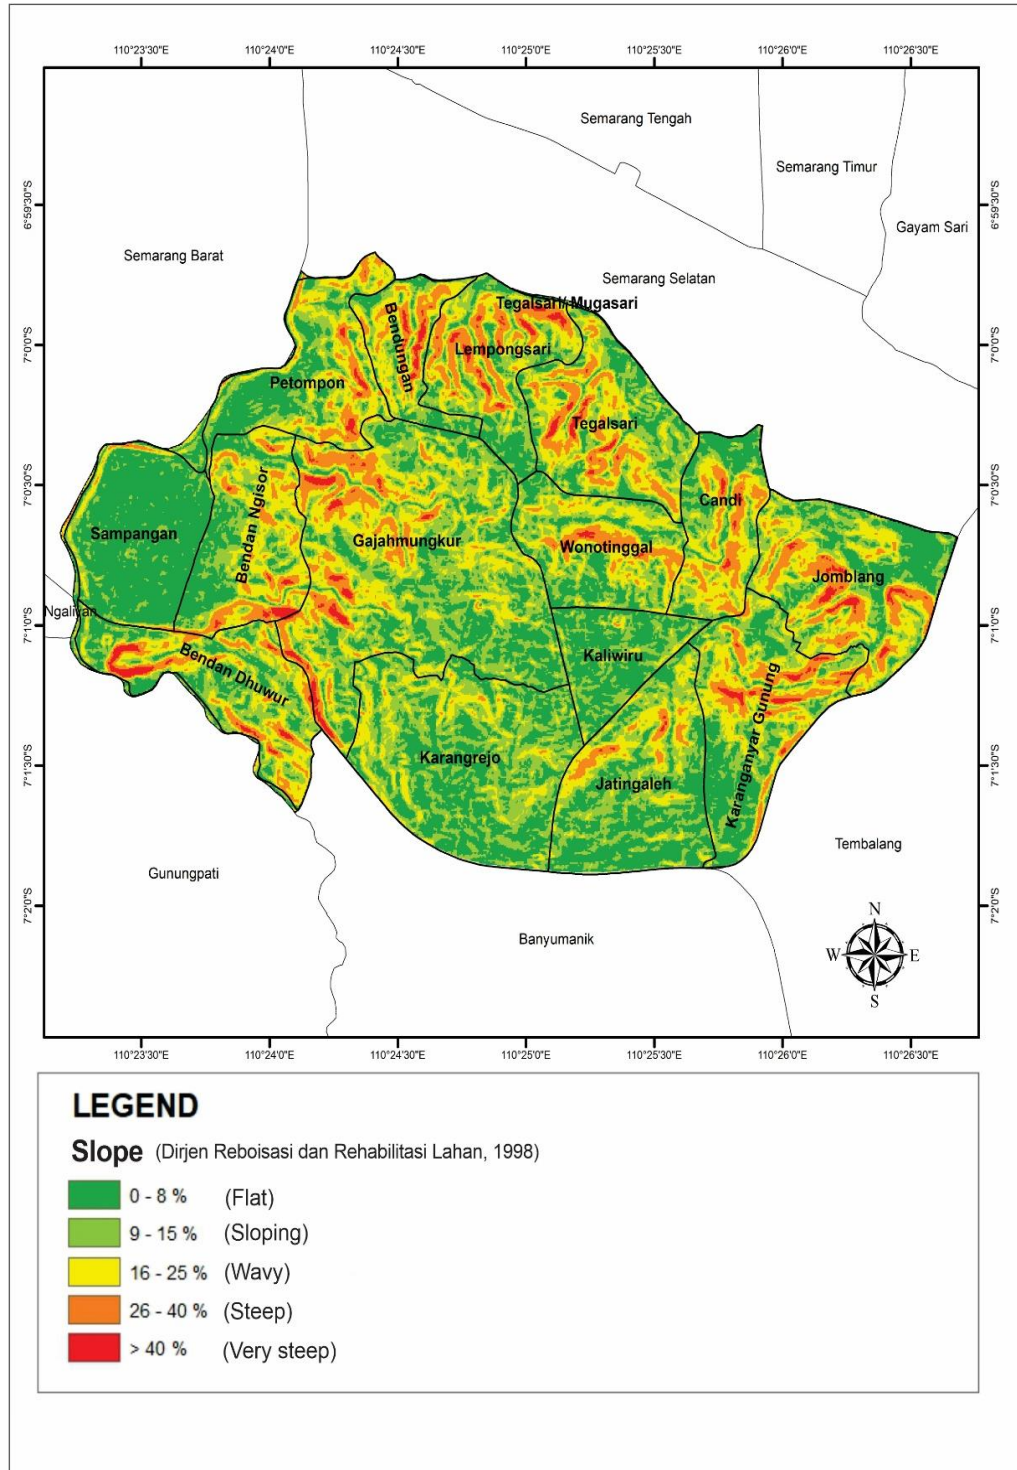 110°23'30"E 110°24'0"E 110°24'30"E 110°25'0"E 110°25'30"E 110°26'0"E 110°26'30"E
Semarang Tengah
Semarang Timur
6°59'30"S
6°59'30"S
Gayam Sari
Semarang Barat
Semarang Selatan
Tegalsari/ Mugasari
Bendungan
7°0'0"S
7°0'0"S
Lempongsari
Petompon
Tegalsari
7°0'30"S
7°0'30"S
Candi
Sampangan
Bendan Ngisor
Gajahmungkur
Wonotinggal
Jomblang
Ngaliyan
7°1'0"S
7°1'0"S
Bendan Dhuwur
Kaliwiru
Karanganyar Gunung
Karangrejo
7°1'30"S
7°1'30"S
Jatingaleh
Tembalang
Gunungpati
7°2'0"S
7°2'0"S
Banyumanik
N
W E
S
110°23'30"E 110°24'0"E 110°24'30"E 110°25'0"E 110°25'30"E 110°26'0"E 110°26'30"E
LEGEND
Slope (Dirjen Reboisasi dan Rehabilitasi Lahan, 1998)
0 - 8 % (Flat)
9 - 15 % (Sloping)
16 - 25 % (Wavy)
26 - 40 % (Steep)
> 40 % (Very steep)